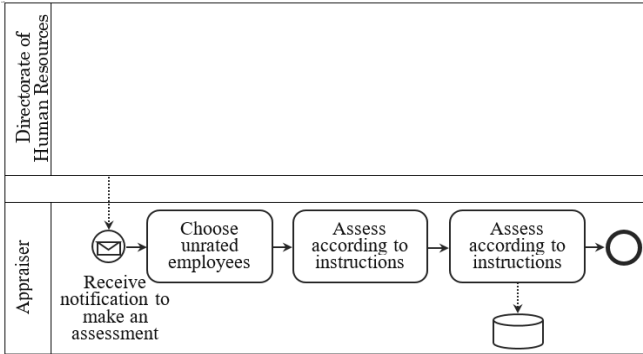 Directorate of
Human Resources
Appraiser
Receive
notification to
make an
assessment
Choose
unrated
employees
Assess
according to
instructions
Assess
according to
instructions